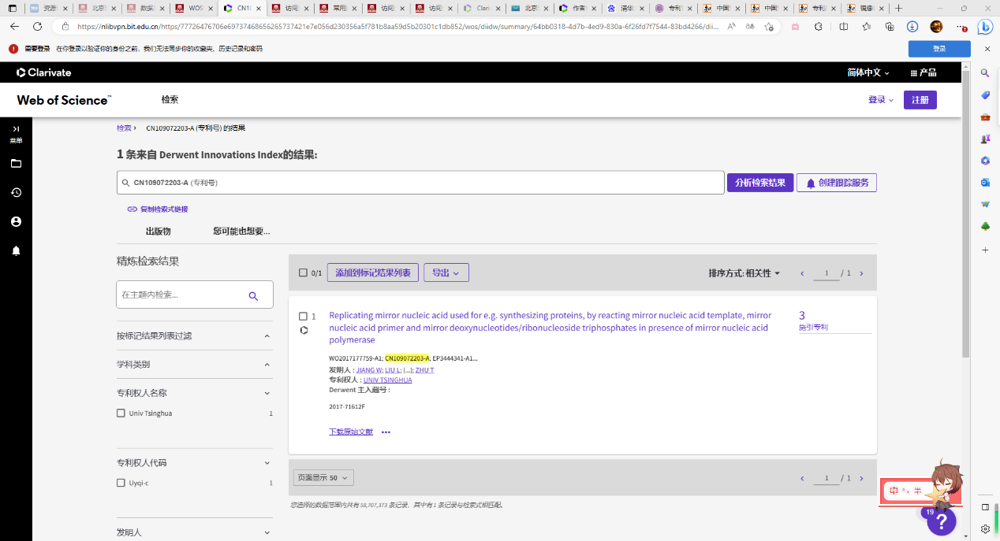 资源
北京
数据
WOS
CN10
访问
常用
访问
访问
Clari
北京
作者
清华
专利
中国
中国
专利
镜像
https://nlibvpn.bit.edu.cn/https/77726476706e69737468656265737421e7e056d230356a5f781b8aa59d5b20301c1db852/wos/diidw/summary/64bb0318-4d7b-4ed9-830a-6f26fd7f7544-83bd4266/dii...
需要登录 在你登录以验证你的身份之前，我们无法同步你的收藏夹、历史记录和密码
登录
Clarivate
简体中文
产品
Web of Science™
检索
登录
注册
菜单
检索 > CN109072203-A (专利号) 的结果
1 条来自 Derwent Innovations Index的结果:
CN109072203-A (专利号)
分析检索结果
创建跟踪服务
复制检索式链接
出版物
您可能也想要...
精炼检索结果
在主题内检索...
按标记结果列表过滤
学科类别
专利权人名称
Univ Tsinghua 1
专利权人代码
Uyqi-c 1
发明人
0/1
添加到标记结果列表
导出
排序方式: 相关性
< 1 / 1 >
1
Replicating mirror nucleic acid used for e.g. synthesizing proteins, by reacting mirror nucleic acid template, mirror
nucleic acid primer and mirror deoxynucleotides/ribonucleoside triphosphates in presence of mirror nucleic acid
polymerase
WO2017177759-A1; CN109072203-A; EP3444341-A1...
发明人 : JIANG W; LIU L; (...); ZHU T
专利权人 : UNIV TSINGHUA
Derwent 主入藏号 :
2017-71612F
下载原始文献
3
施引专利
页面显示 50
< 1 / 1 >
您选择的数据范围内共有 58,707,373 条记录，其中有 1 条记录与检索式相匹配。
中 °, 半
19
?